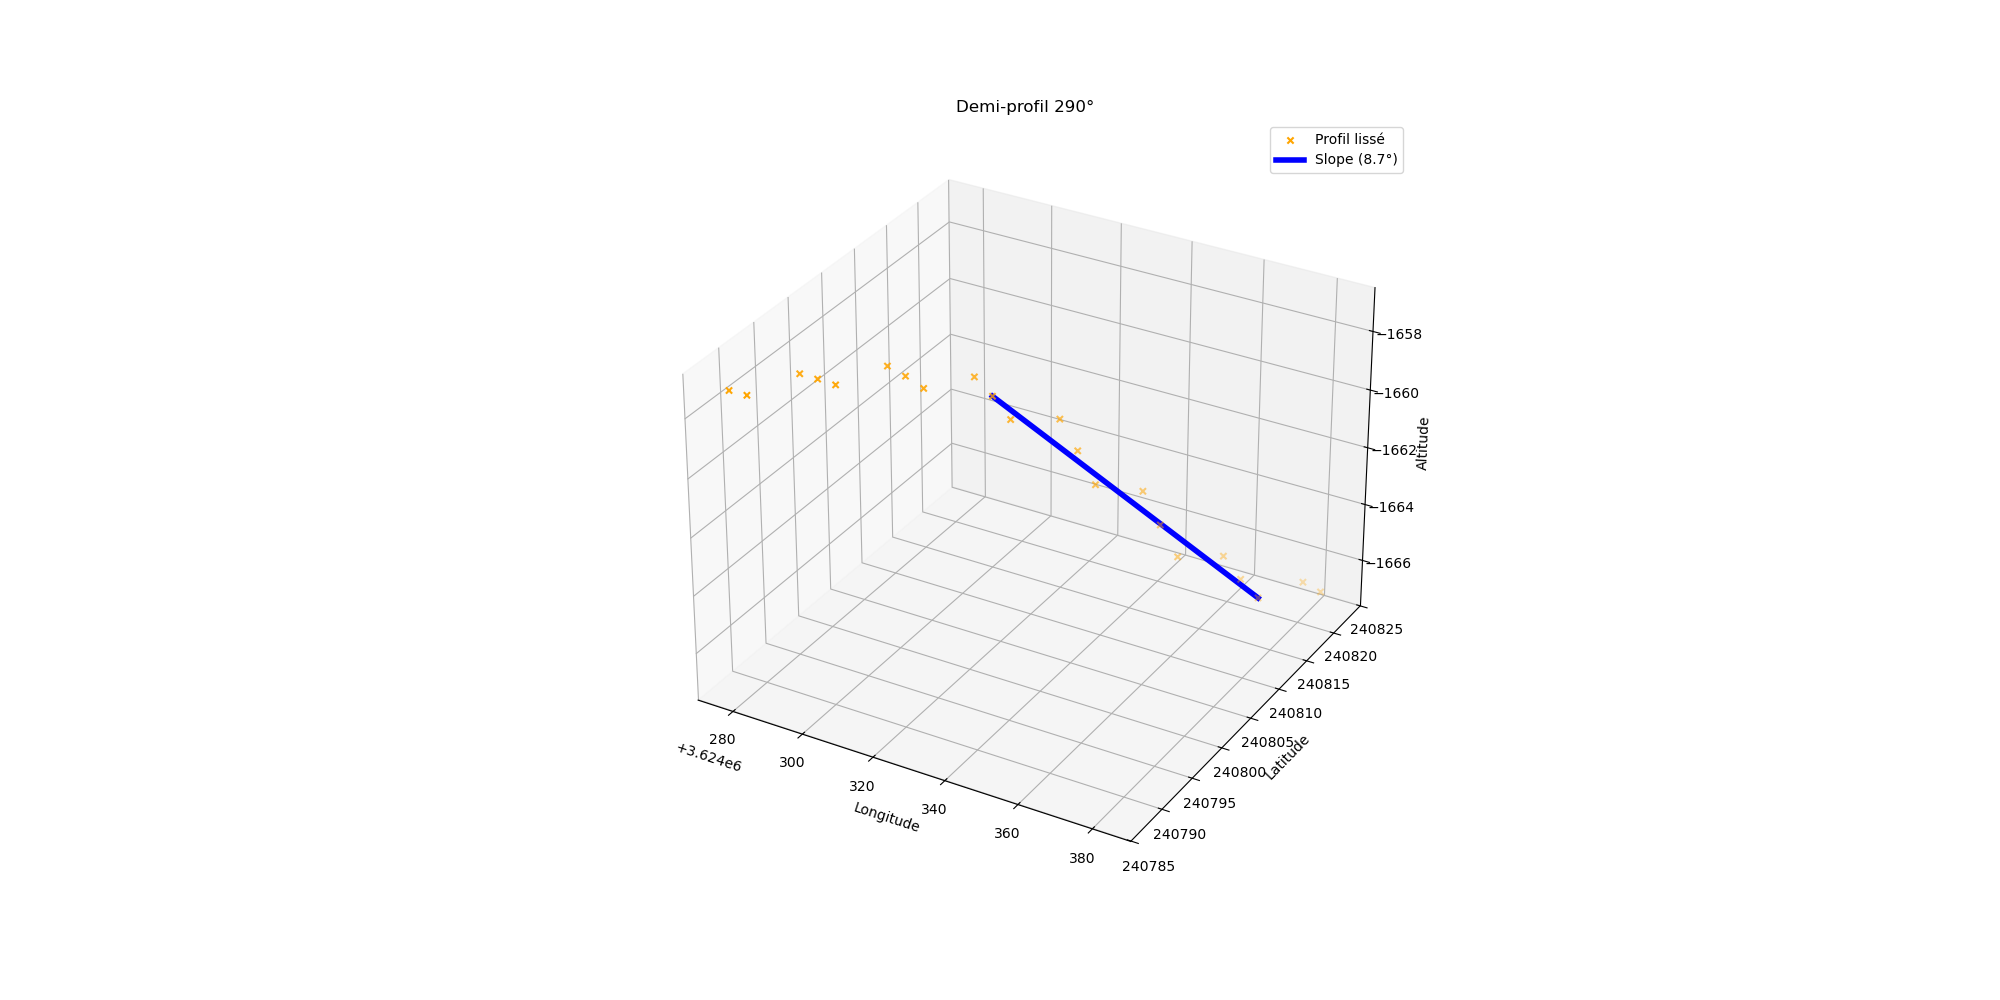 Demi-profil 290°
Profil lissé
Slope (8.7°)
−1658
−1660
−1662
−1664
−1666
Altitude
240825
240820
240815
240810
240805
240800
240795
240790
240785
Latitude
280
300
320
340
360
380
+3.624e6
Longitude